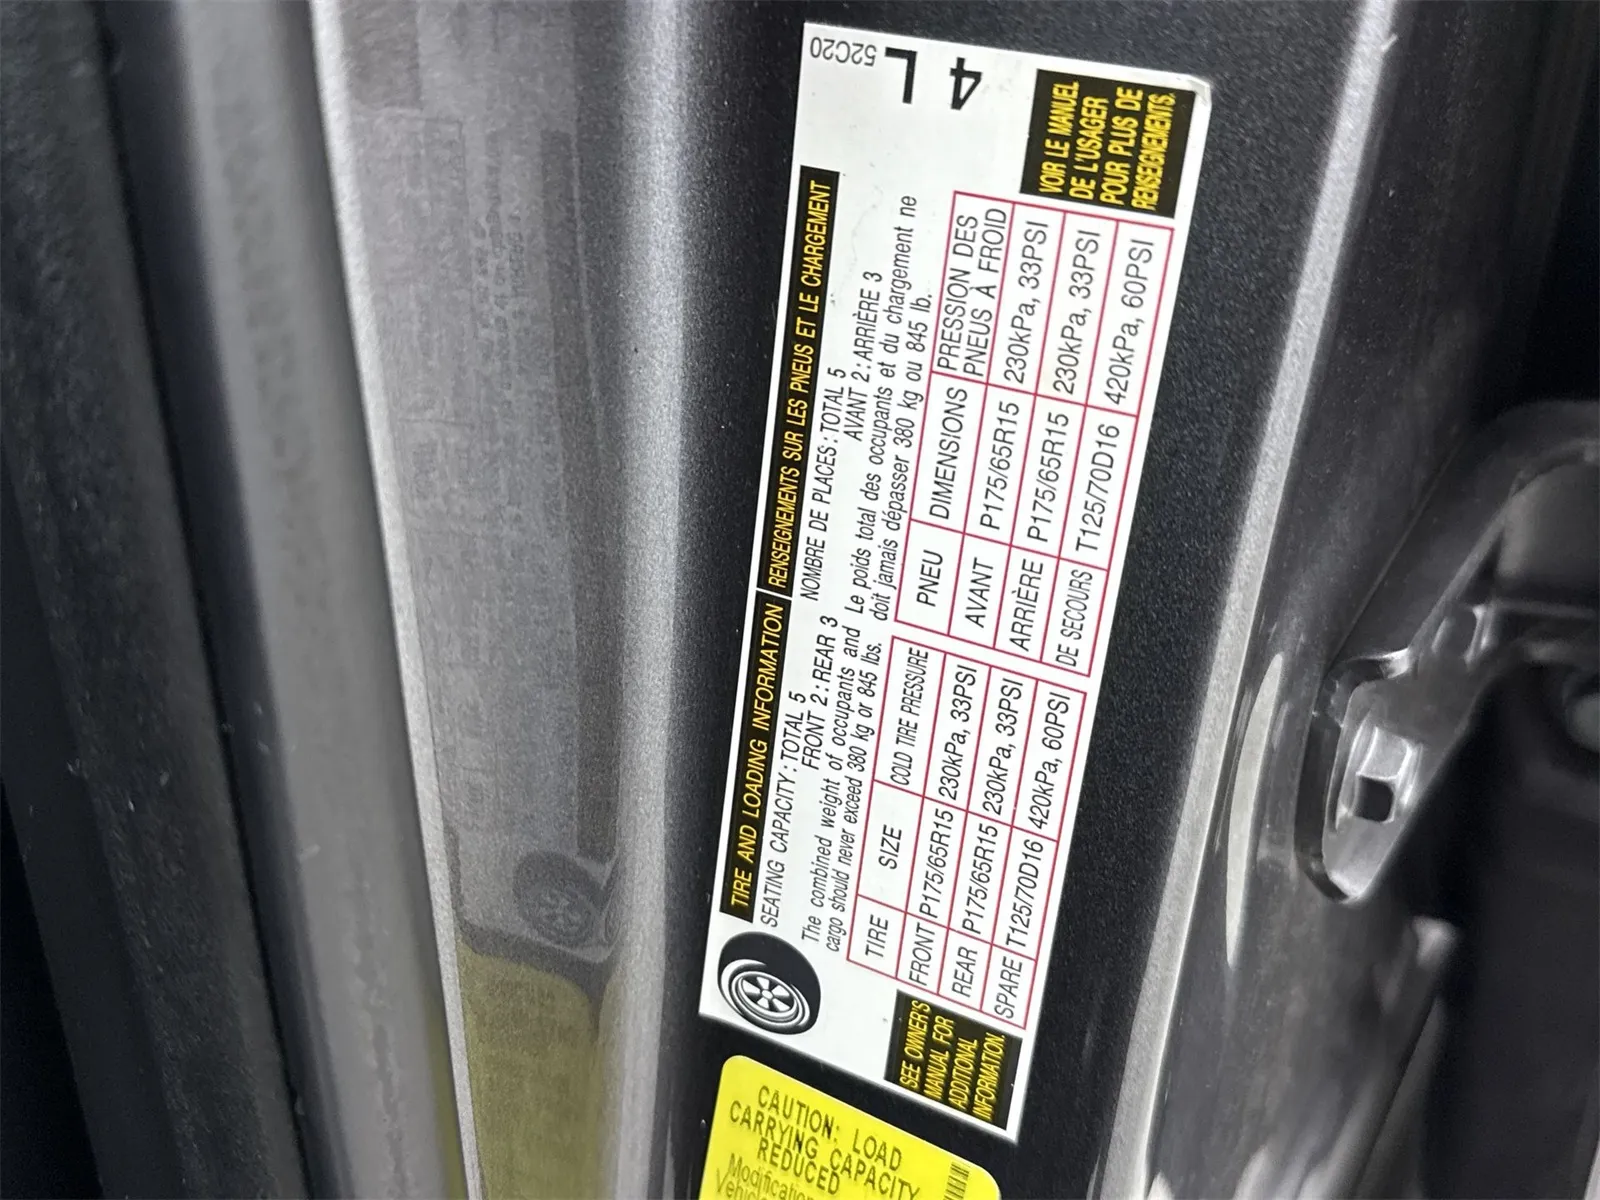 TIRE AND LOADING INFORMATION
RENSEIGNEMENTS SUR LES PNEUS ET LE CHARGEMENT
52C20
SEATING CAPACITY : TOTAL 5
FRONT 2 : REAR 3
NOMBRE DE PLACES : TOTAL 5
AVANT 2 : ARRIÈRE 3
4 L
The combined weight of occupants and
cargo should never exceed 380 kg or 845 lbs.
Le poids total des occupants et du chargement ne
doit jamais dépasser 380 kg ou 845 lb.
SEE OWNER'S
MANUAL FOR
ADDITIONAL
INFORMATION.
TIRE SIZE COLD TIRE PRESSURE
FRONT P175/65R15 230kPa, 33PSI
REAR P175/65R15 230kPa, 33PSI
SPARE T125/70D16 420kPa, 60PSI
PNEU DIMENSIONS PRESSION DES
PNEUS À FROID
AVANT P175/65R15 230kPa, 33PSI
ARRIÈRE P175/65R15 230kPa, 33PSI
DE SECOURS T125/70D16 420kPa, 60PSI
VOIR LE MANUEL
DE L'USAGER
POUR PLUS DE
RENSEIGNEMENTS.
CAUTION: LOAD
CARRYING CAPACITY
REDUCED